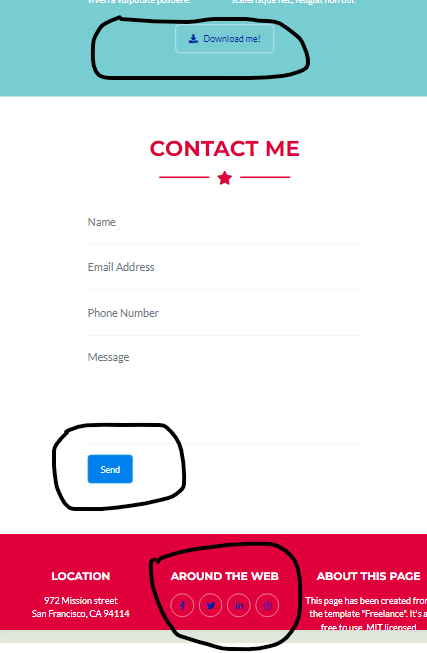 viverra vulputate posuere.
scelerisque nec, feugiat non dui.
Download me!
CONTACT ME
Name
Email Address
Phone Number
Message
Send
LOCATION
972 Mission street
San Francisco, CA 94114
AROUND THE WEB
ABOUT THIS PAGE
This page has been created from
the template "Freelance". It's a
free to use, MIT licensed